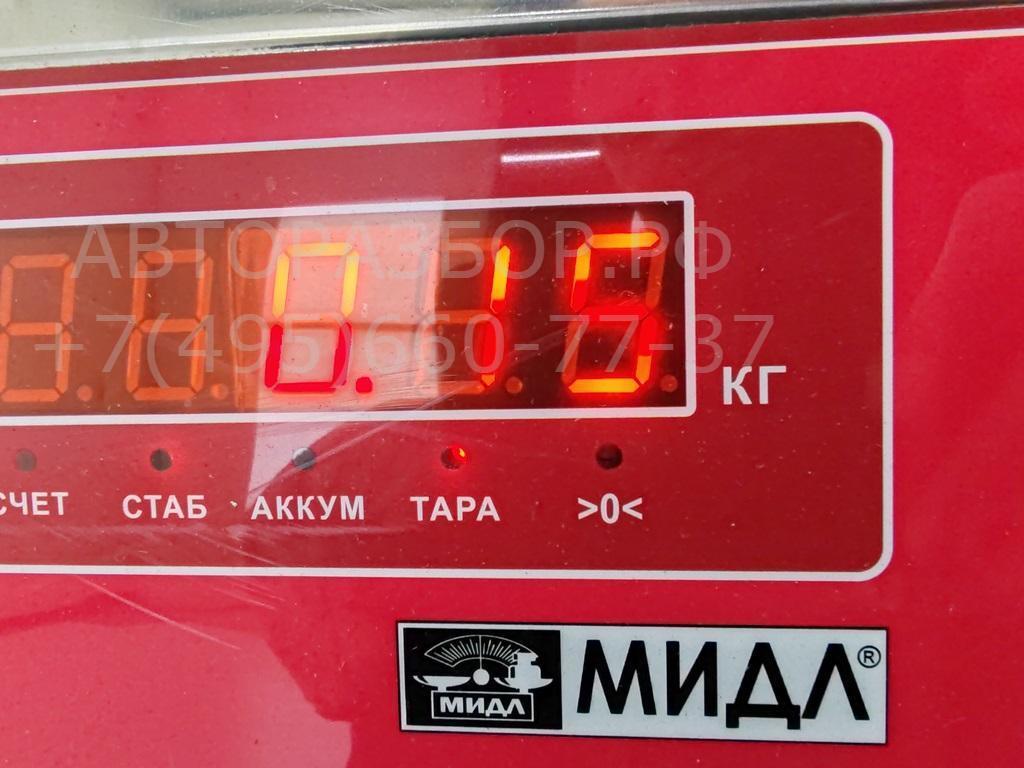 АВТОРАЗБОР.РФ
0.16
+7(495)660-77-37
КГ
СЧЕТ СТАБ АККУМ ТАРА >0<
МИДЛ МИДЛ®